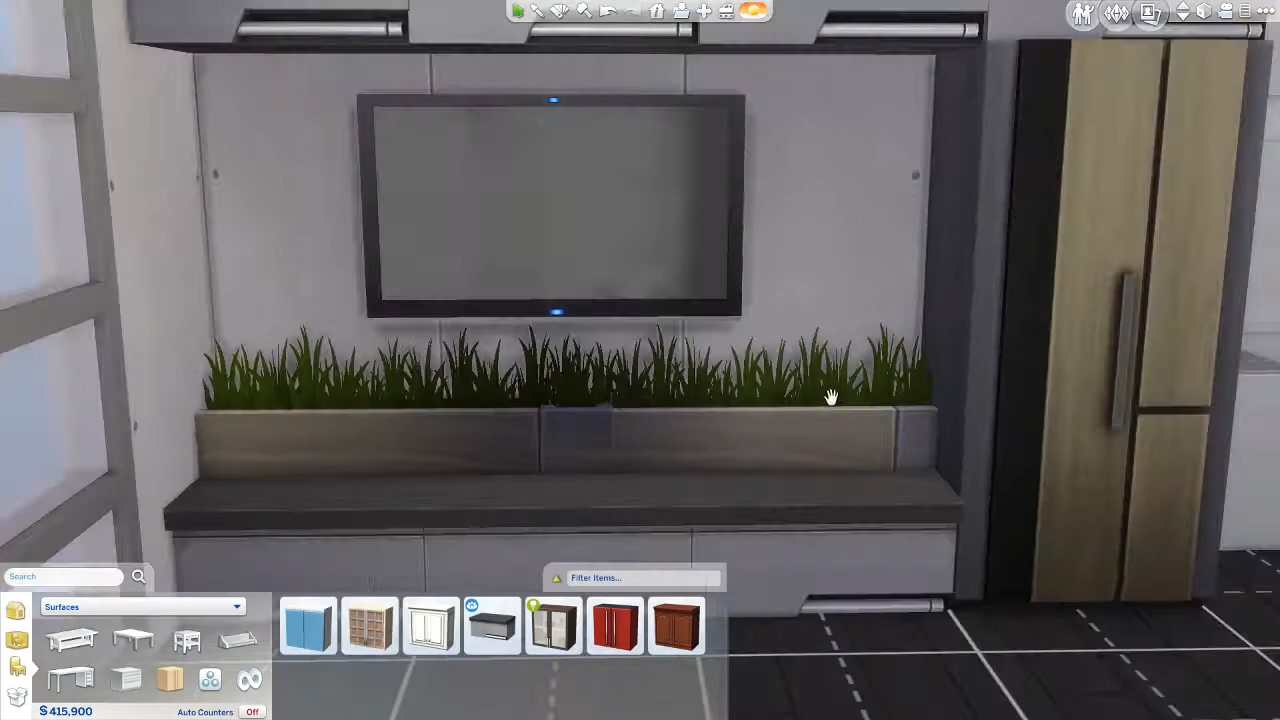 Search
Filter Items...
Surfaces
§415,900
Auto Counters Off